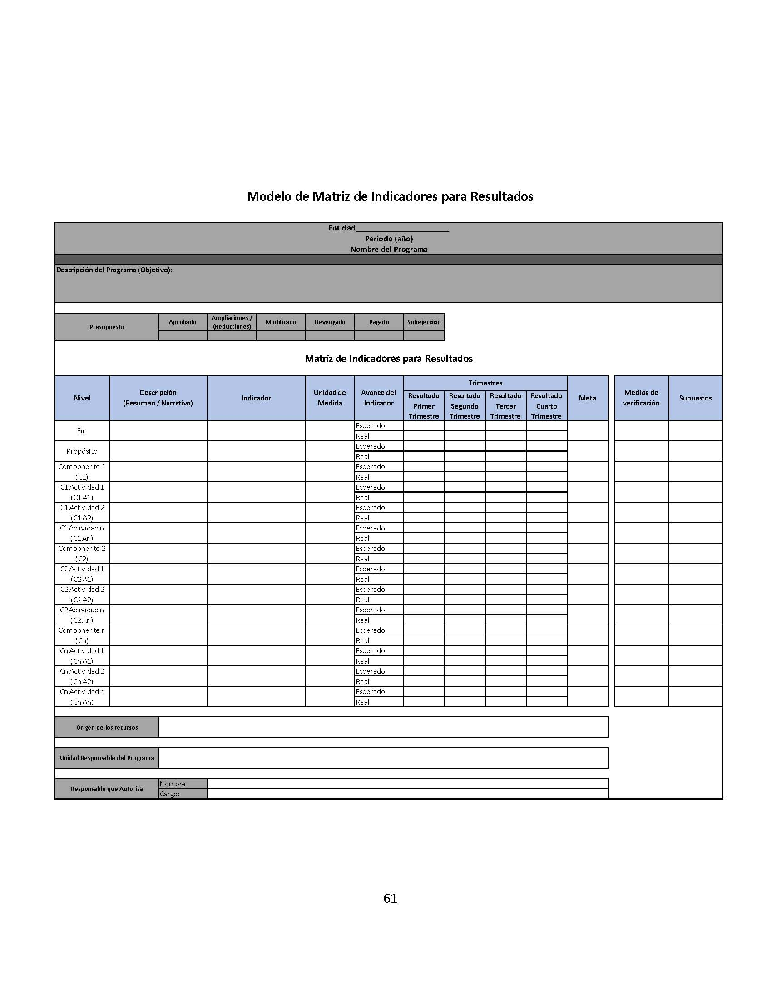 Modelo de Matriz de Indicadores para Resultados
Entidad_______________________
Periodo (año)
Nombre del Programa
Descripción del Programa (Objetivo):
Presupuesto
Aprobado
Ampliaciones /
(Reducciones)
Modificado
Devengado
Pagado
Subejercicio
Matriz de Indicadores para Resultados
Nivel
Descripción
(Resumen / Narrativo)
Indicador
Unidad de
Medida
Avance del
Indicador
Trimestres
Resultado
Primer
Trimestre
Resultado
Segundo
Trimestre
Resultado
Tercer
Trimestre
Resultado
Cuarto
Trimestre
Meta
Medios de
verificación
Supuestos
Fin
Esperado
Real
Propósito
Esperado
Real
Componente 1
(C1)
Esperado
Real
C1 Actividad 1
(C1 A1)
Esperado
Real
C1 Actividad 2
(C1 A2)
Esperado
Real
C1 Actividad n
(C1 An)
Esperado
Real
Componente 2
(C2)
Esperado
Real
C2 Actividad 1
(C2 A1)
Esperado
Real
C2 Actividad 2
(C2 A2)
Esperado
Real
C2 Actividad n
(C2 An)
Esperado
Real
Componente n
(Cn)
Esperado
Real
Cn Actividad 1
(Cn A1)
Esperado
Real
Cn Actividad 2
(Cn A2)
Esperado
Real
Cn Actividad n
(Cn An)
Esperado
Real
Origen de los recursos
Unidad Responsable del Programa
Responsable que Autoriza
Nombre:
Cargo:
61